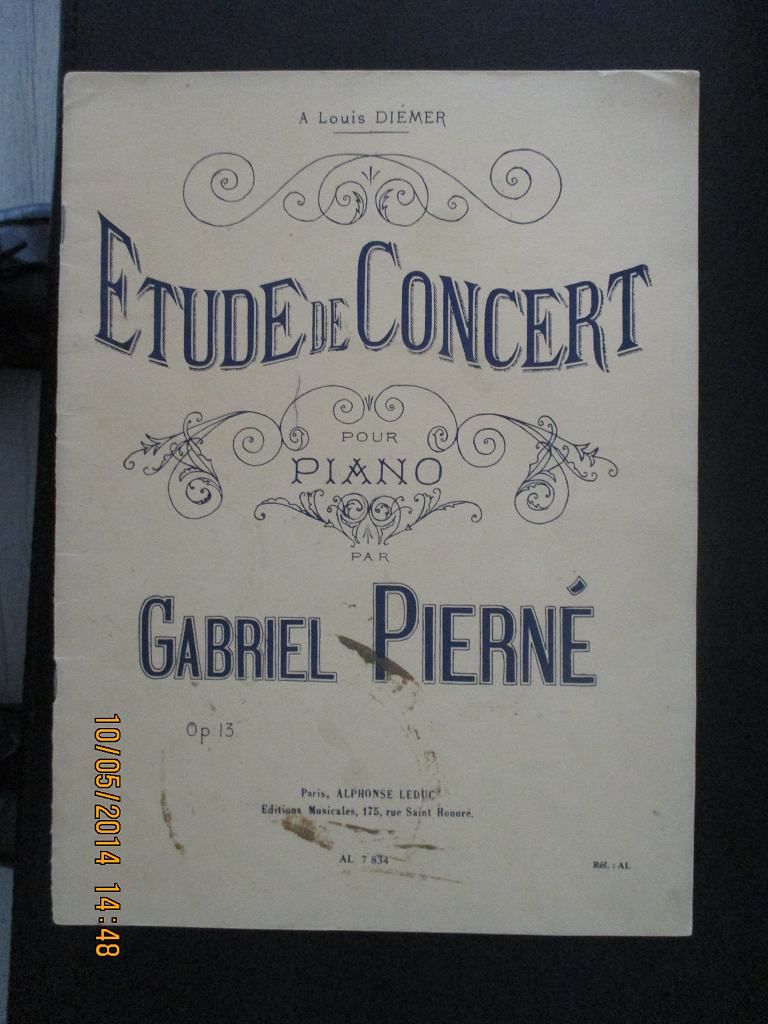 A Louis DIÉMER
ETUDE DE CONCERT
POUR
PIANO
PAR
GABRIEL PIERNÉ
Op. 13
Paris, ALPHONSE LEDUC
Editions Musicales, 175, rue Saint Honoré.
AL 7 834
Réf. : AL
10/05/2014 14:48